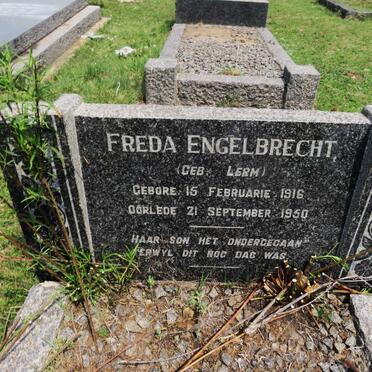 FREDA ENGELBRECHT
(GEB. LERM)
GEBORE 15 FEBRUARIE 1916
OORLEDE 21 SEPTEMBER 1950
"HAAR SON HET ONDERGEGAAN
TERWYL DIT NOG DAG WAS."